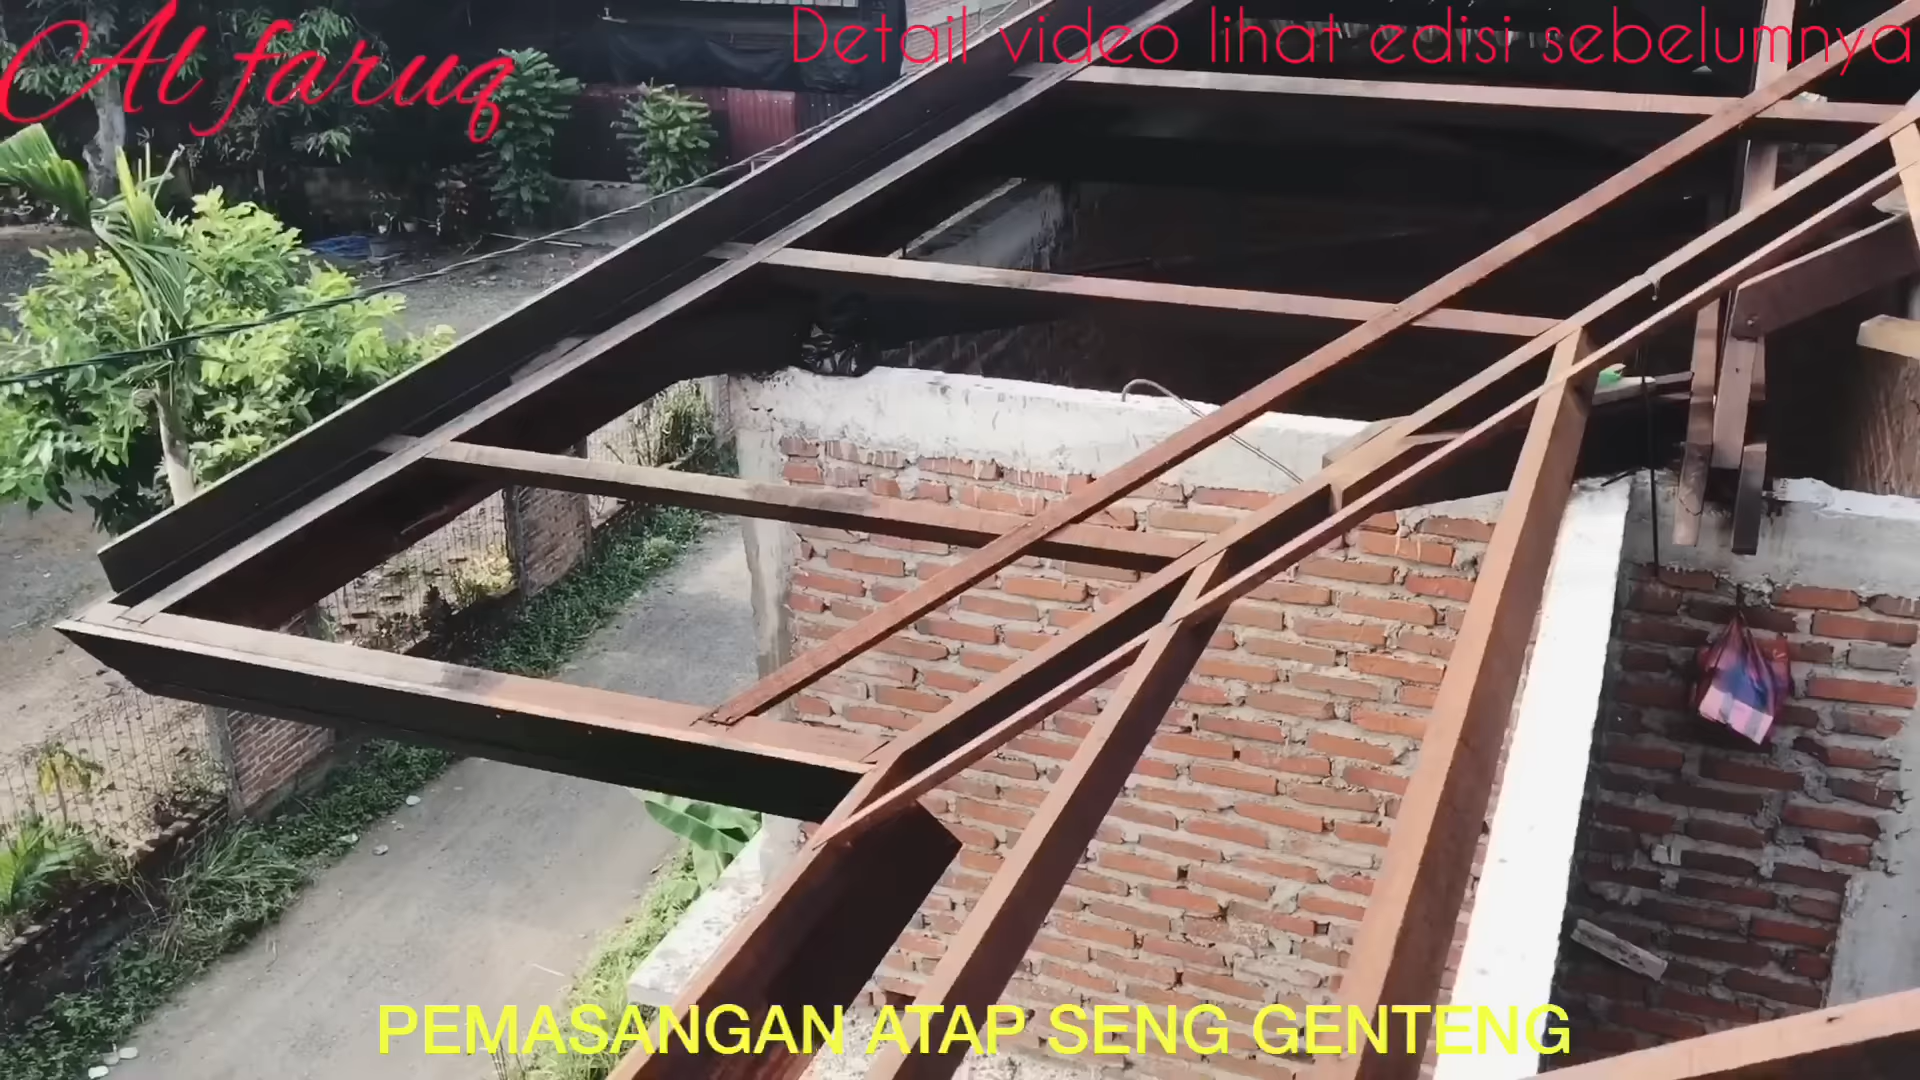 Al faruq
Detail video lihat edisi sebelumnya
PEMASANGAN ATAP SENG GENTENG